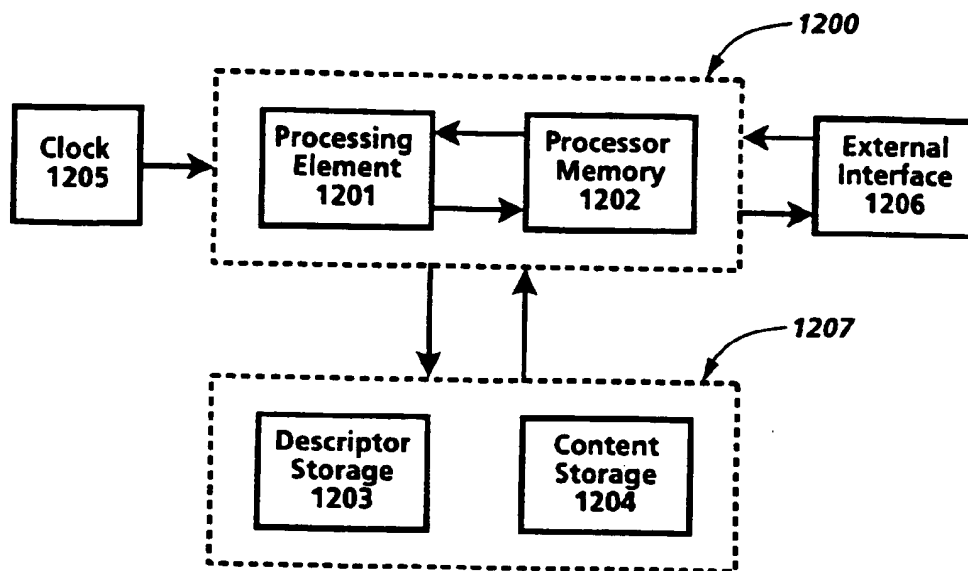 1200
Clock
1205
Processing
Element
1201
Processor
Memory
1202
External
Interface
1206
1207
Descriptor
Storage
1203
Content
Storage
1204